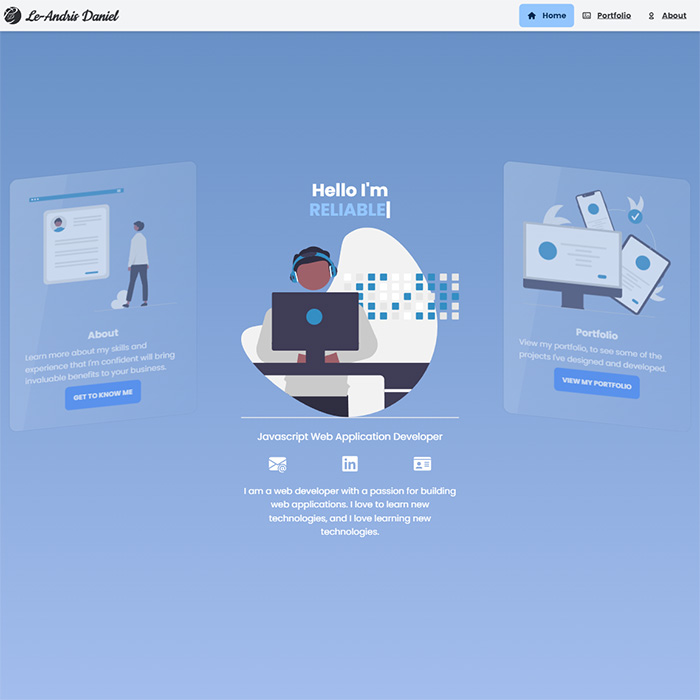 Le-Andris Daniel
Home
Portfolio
About
Hello I'm
RELIABLE
About
Learn more about my skills and
experience that I'm confident will bring
invaluable benefits to your business.
GET TO KNOW ME
Portfolio
View my portfolio, to see some of the
projects I've designed and developed.
VIEW MY PORTFOLIO
Javascript Web Application Developer
I am a web developer with a passion for building
web applications. I love to learn new
technologies, and I love learning new
technologies.